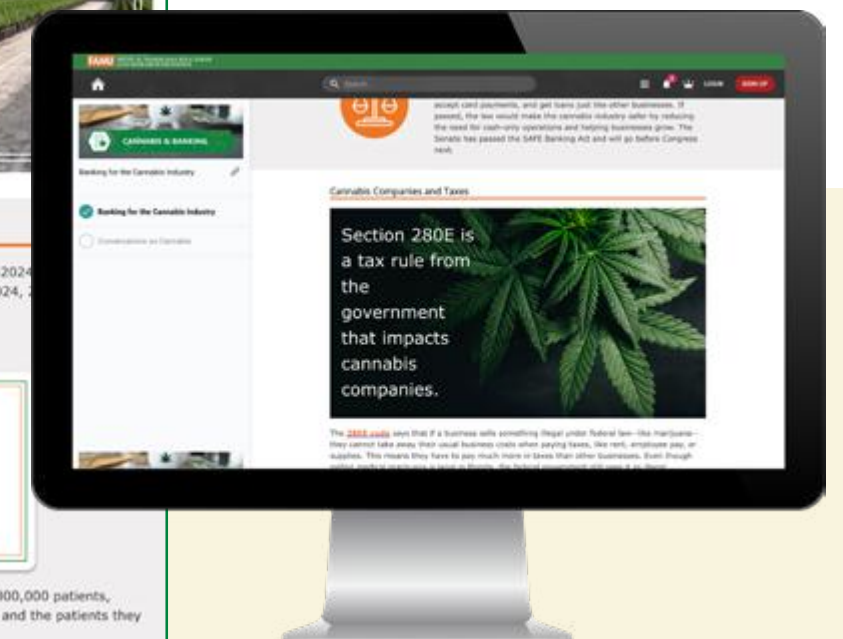 FAMU
Search
LOGIN
SIGN UP
CANNABIS & BANKING
Banking for the Cannabis Industry
Banking for the Cannabis Industry
Conversations on Cannabis
accept card payments, and get loans just like other businesses. If
passed, the law would make the cannabis industry safer by reducing
the need for cash-only operations and helping businesses grow. The
Senate has passed the SAFE Banking Act and will go before Congress
next.
Cannabis Companies and Taxes
Section 280E is
a tax rule from
the
government
that impacts
cannabis
companies.
The 280E code says that if a business sells something illegal under federal law—like marijuana—
they cannot take away their usual business costs when paying taxes, like rent, employee pay, or
supplies. This means they have to pay much more in taxes than other businesses. Even though
2024
024,
800,000 patients,
and the patients they